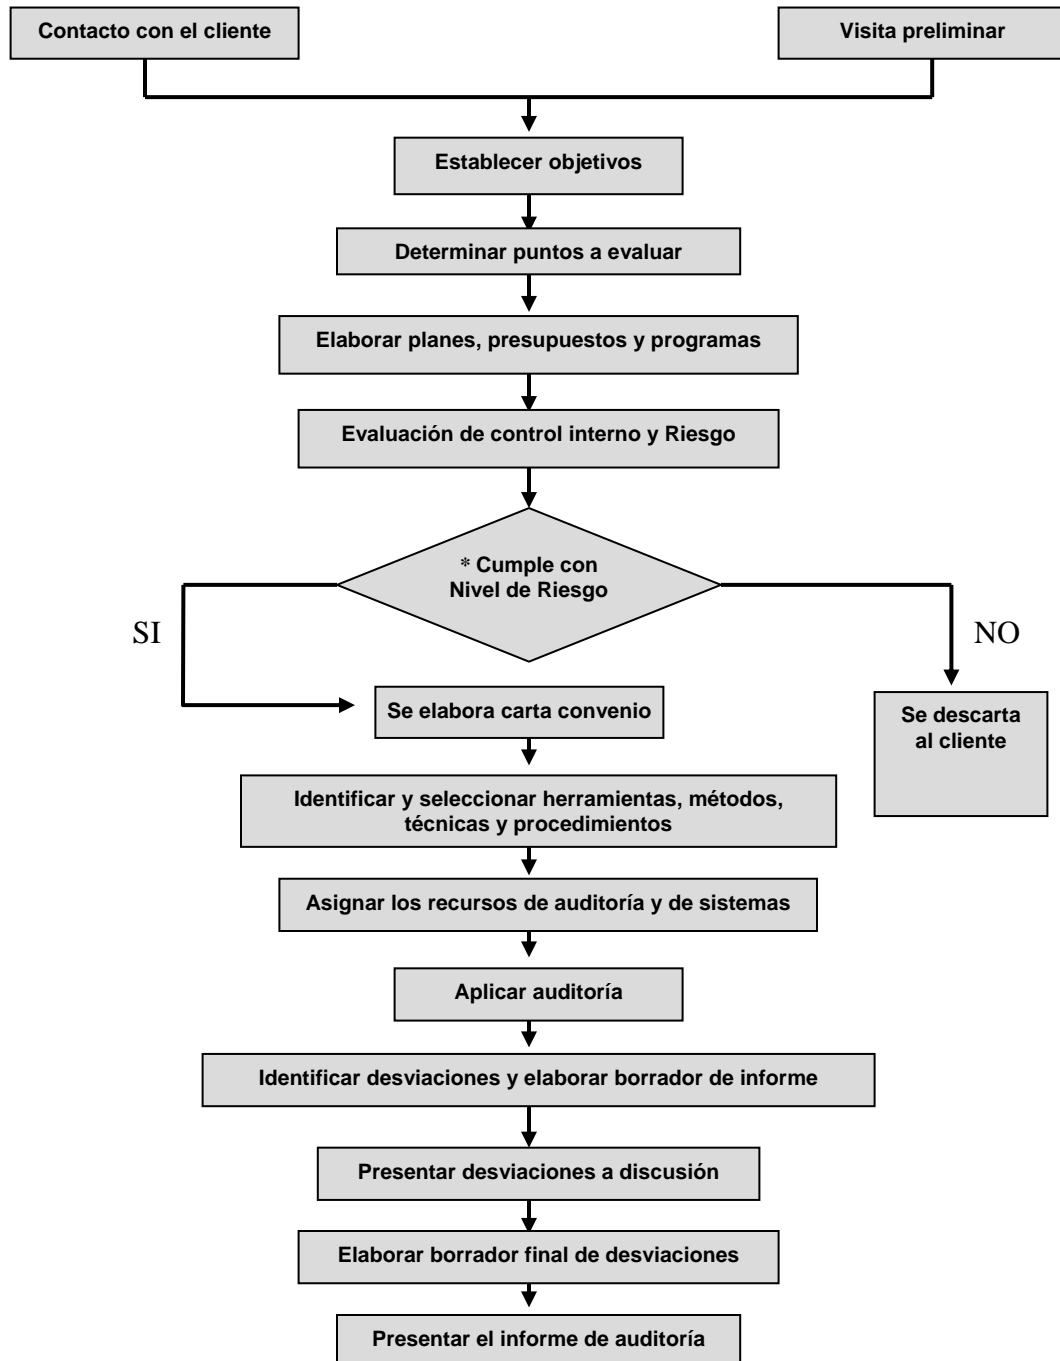 Contacto con el cliente
Visita preliminar
Establecer objetivos
Determinar puntos a evaluar
Elaborar planes, presupuestos y programas
Evaluación de control interno y Riesgo
* Cumple con
Nivel de Riesgo
SI
NO
Se elabora carta convenio
Se descarta
al cliente
Identificar y seleccionar herramientas, métodos,
técnicas y procedimientos
Asignar los recursos de auditoría y de sistemas
Aplicar auditoría
Identificar desviaciones y elaborar borrador de informe
Presentar desviaciones a discusión
Elaborar borrador final de desviaciones
Presentar el informe de auditoría